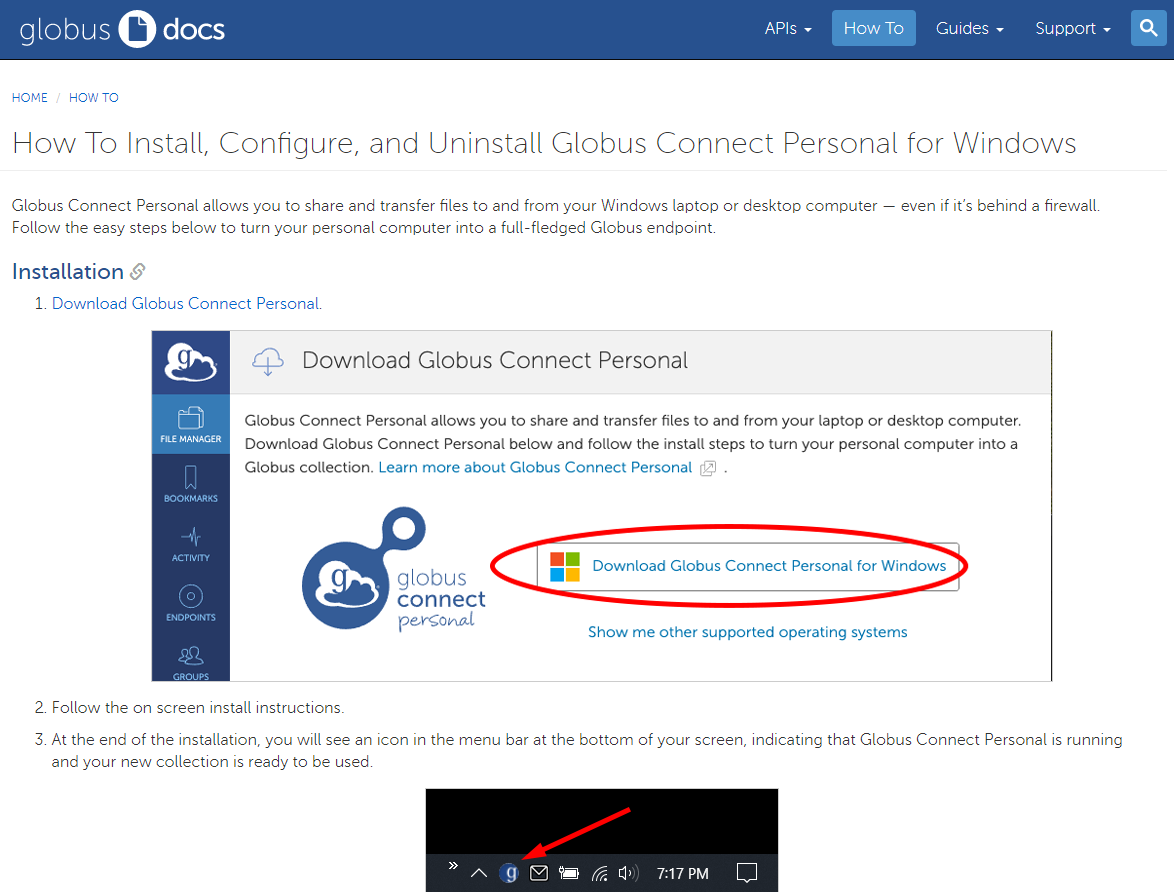 globus docs
APIs
How To
Guides
Support
HOME / HOW TO
How To Install, Configure, and Uninstall Globus Connect Personal for Windows
Globus Connect Personal allows you to share and transfer files to and from your Windows laptop or desktop computer — even if it’s behind a firewall.
Follow the easy steps below to turn your personal computer into a full-fledged Globus endpoint.
Installation
1. Download Globus Connect Personal.
g
Download Globus Connect Personal
FILE MANAGER
BOOKMARKS
ACTIVITY
ENDPOINTS
GROUPS
Globus Connect Personal allows you to share and transfer files to and from your laptop or desktop computer.
Download Globus Connect Personal below and follow the install steps to turn your personal computer into a
Globus collection. Learn more about Globus Connect Personal .
g
globus
connect
personal
Download Globus Connect Personal for Windows
Show me other supported operating systems
2. Follow the on screen install instructions.
3. At the end of the installation, you will see an icon in the menu bar at the bottom of your screen, indicating that Globus Connect Personal is running
and your new collection is ready to be used.
g
7:17 PM